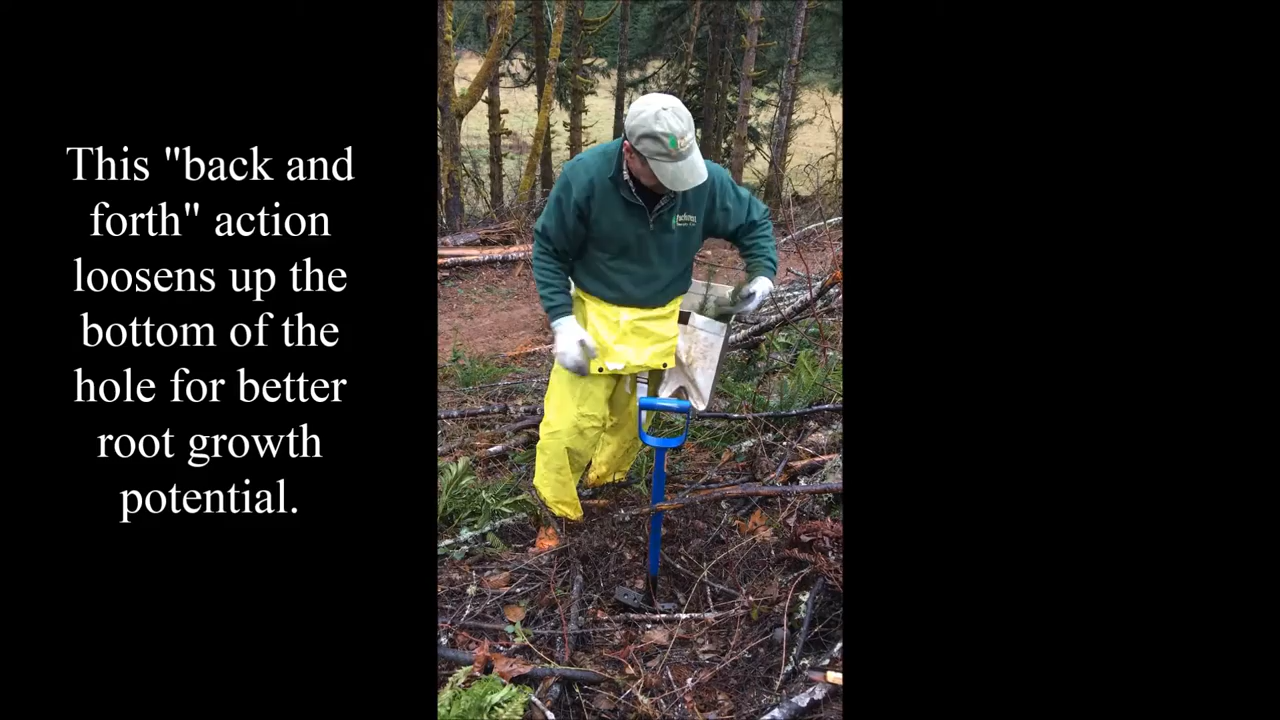 This "back and
forth" action
loosens up the
bottom of the
hole for better
root growth
potential.